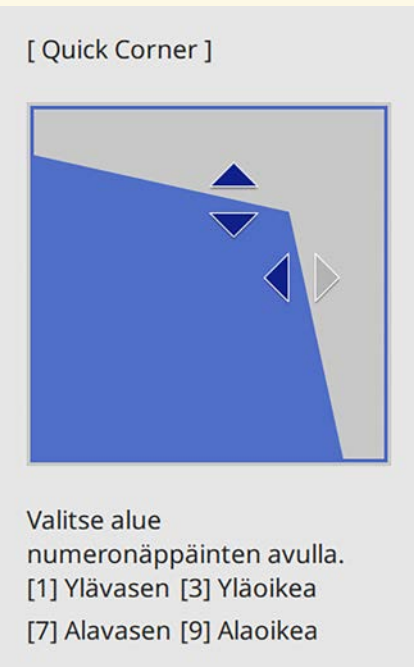 [ Quick Corner ]
Valitse alue
numeronäppäinten avulla.
[1] Ylävasen [3] Yläoikea
[7] Alavasen [9] Alaoikea